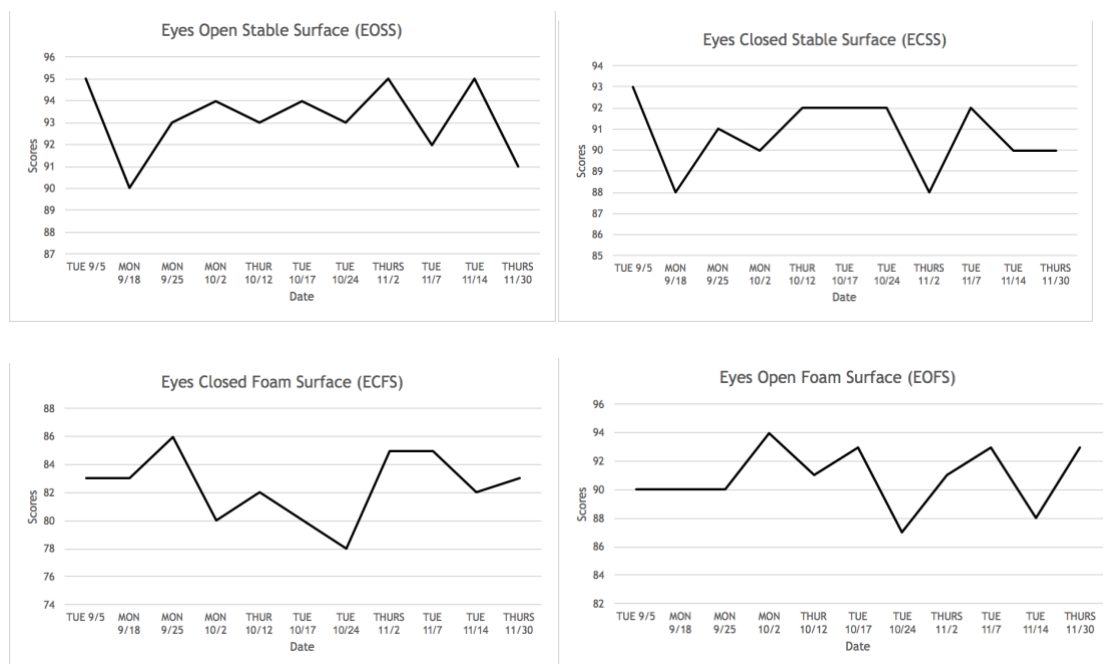 Eyes Open Stable Surface (EOSS)
96
95
94
93
92
91
90
89
88
87
Scores
TUE 9/5 MON 9/18 MON 9/25 MON 10/2 THUR 10/12 TUE 10/17 TUE 10/24 THURS 11/2 TUE 11/7 TUE 11/14 THURS 11/30
Date
Eyes Closed Stable Surface (ECSS)
94
93
92
91
90
89
88
87
86
85
Scores
TUE 9/5 MON 9/18 MON 9/25 MON 10/2 THUR 10/12 TUE 10/17 TUE 10/24 THURS 11/2 TUE 11/7 TUE 11/14 THURS 11/30
Date
Eyes Closed Foam Surface (ECFS)
88
86
84
82
80
78
76
74
Scores
TUE 9/5 MON 9/18 MON 9/25 MON 10/2 THUR 10/12 TUE 10/17 TUE 10/24 THURS 11/2 TUE 11/7 TUE 11/14 THURS 11/30
Date
Eyes Open Foam Surface (EOFS)
96
94
92
90
88
86
84
82
Scores
TUE 9/5 MON 9/18 MON 9/25 MON 10/2 THUR 10/12 TUE 10/17 TUE 10/24 THURS 11/2 TUE 11/7 TUE 11/14 THURS 11/30
Date